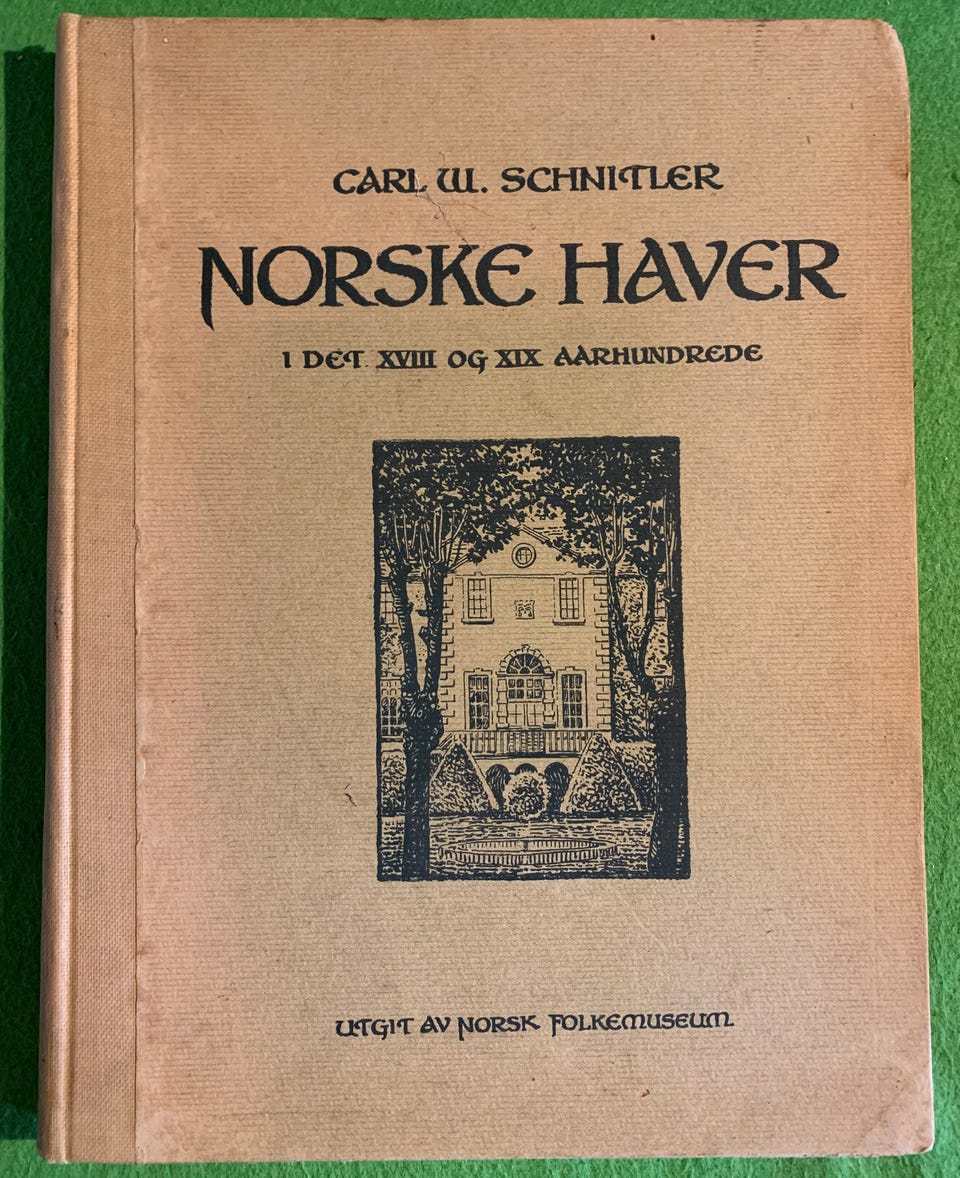 CARL W. SCHNITLER
NORSKE HAVER
I DET XVIII OG XIX AARHUNDREDE
UTGIT AV NORSK FOLKEMUSEUM